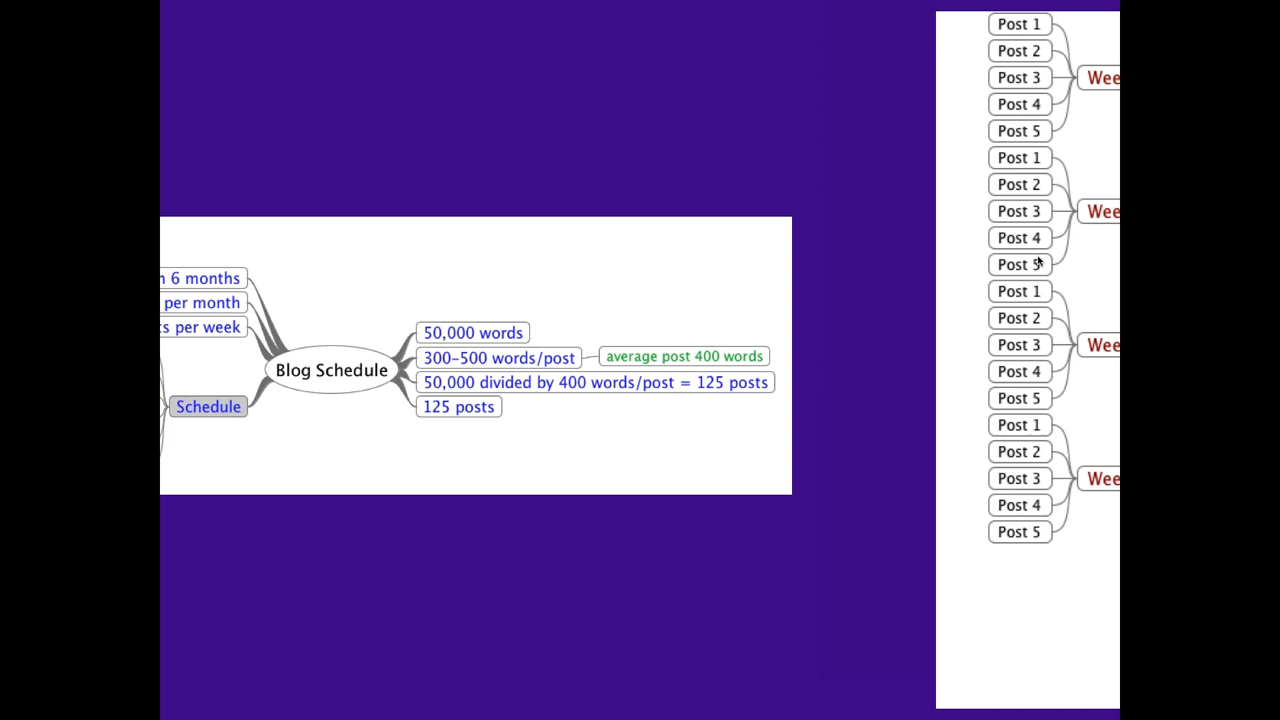 6 months
per month
per week
Schedule
Blog Schedule
50,000 words
300–500 words/post
average post 400 words
50,000 divided by 400 words/post = 125 posts
125 posts
Post 1
Post 2
Post 3
Post 4
Post 5
Post 1
Post 2
Post 3
Post 4
Post 5
Post 1
Post 2
Post 3
Post 4
Post 5
Post 1
Post 2
Post 3
Post 4
Post 5
Wee
Wee
Wee
Wee